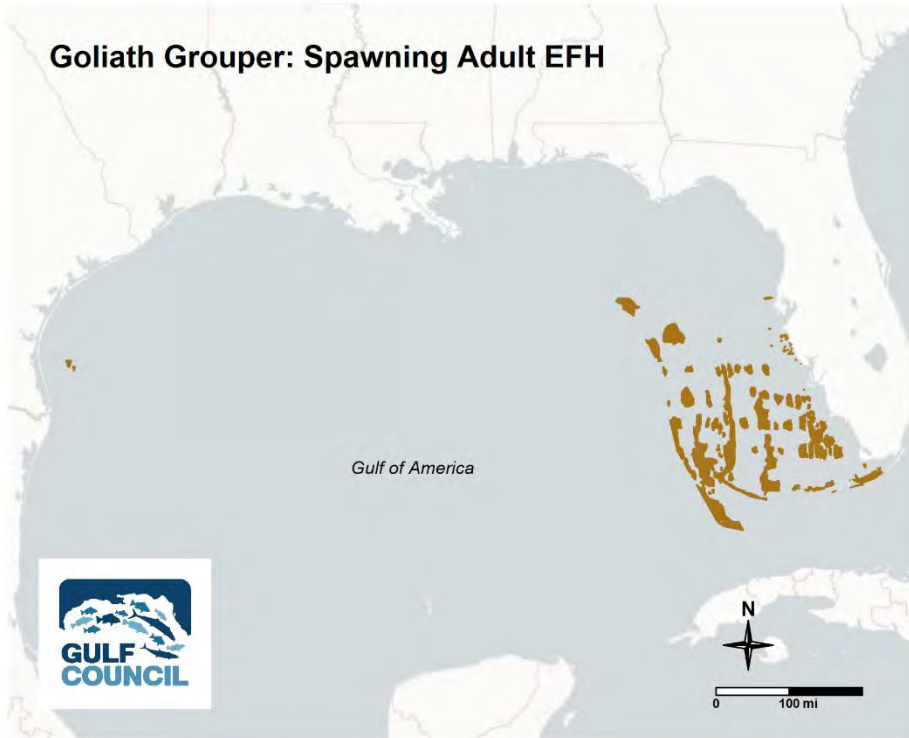 Goliath Grouper: Spawning Adult EFH
Gulf of America
GULF
COUNCIL
N
0 100 mi